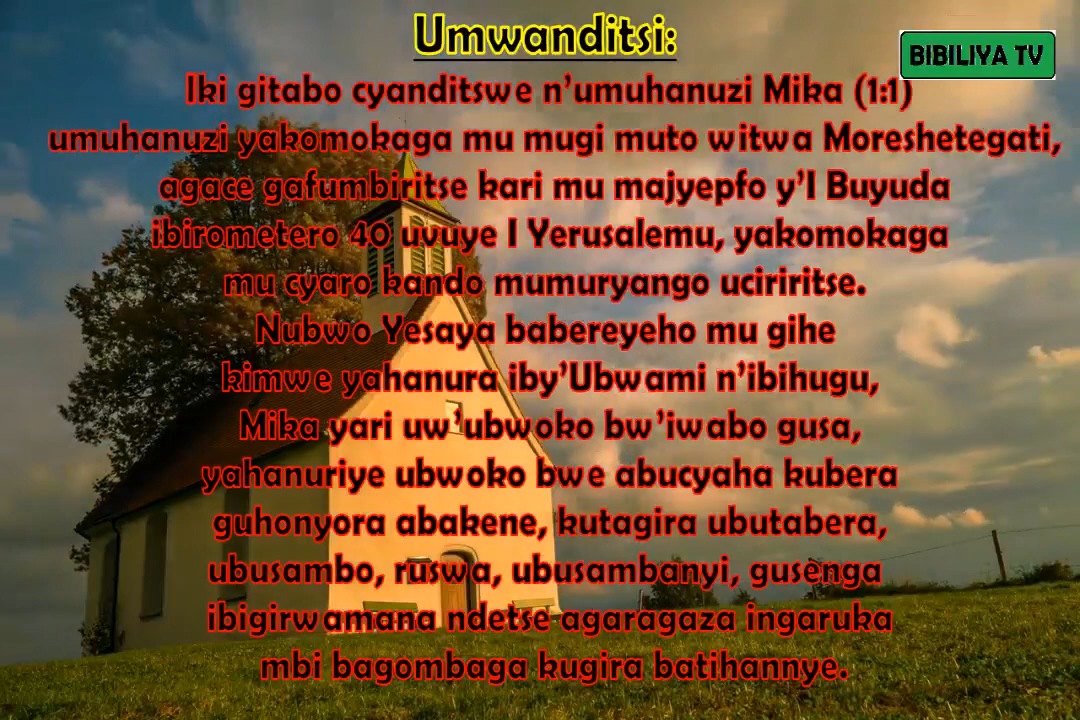 Umwanditsi:
BIBILIYA TV
Iki gitabo cyanditswe n'umuhanuzi Mika (1:1)
umuhanuzi yakomokaga mu mugi muto witwa Moreshetegati,
agace gafumbiritse kari mu majyepfo y'I Buyuda
ibirometero 40 uvuye I Yerusalemu, yakomokaga
mu cyaro kando mumuryango uciriritse.
Nubwo Yesaya babereyeho mu gihe
kimwe yahanura iby'Ubwami n'ibihugu,
Mika yari uw'ubwoko bw'iwabo gusa,
yahanuriye ubwoko bwe abucyaha kubera
guhonyora abakene, kutagira ubutabera,
ubusambo, ruswa, ubusambanyi, gusenga
ibigirwamana ndetse agaragaza ingaruka
mbi bagombaga kugira batihannye.